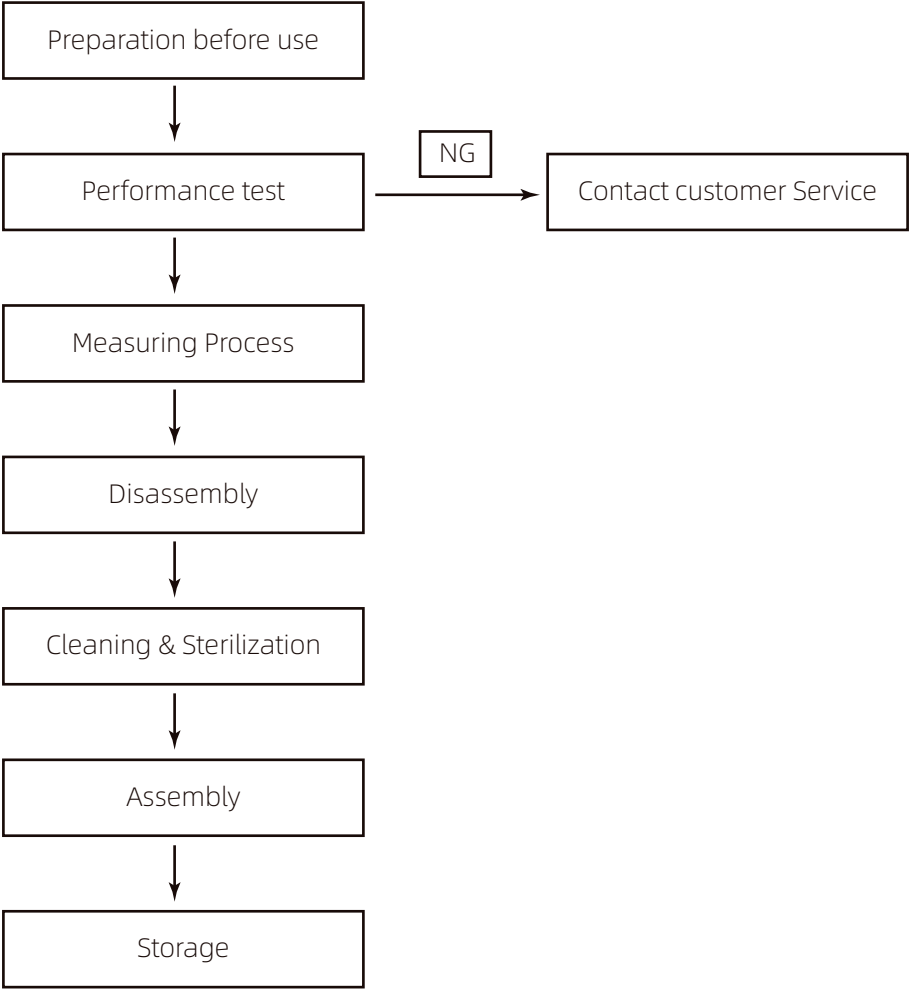 Preparation before use
NG
Performance test
Contact customer Service
Measuring Process
Disassembly
Cleaning & Sterilization
Assembly
Storage